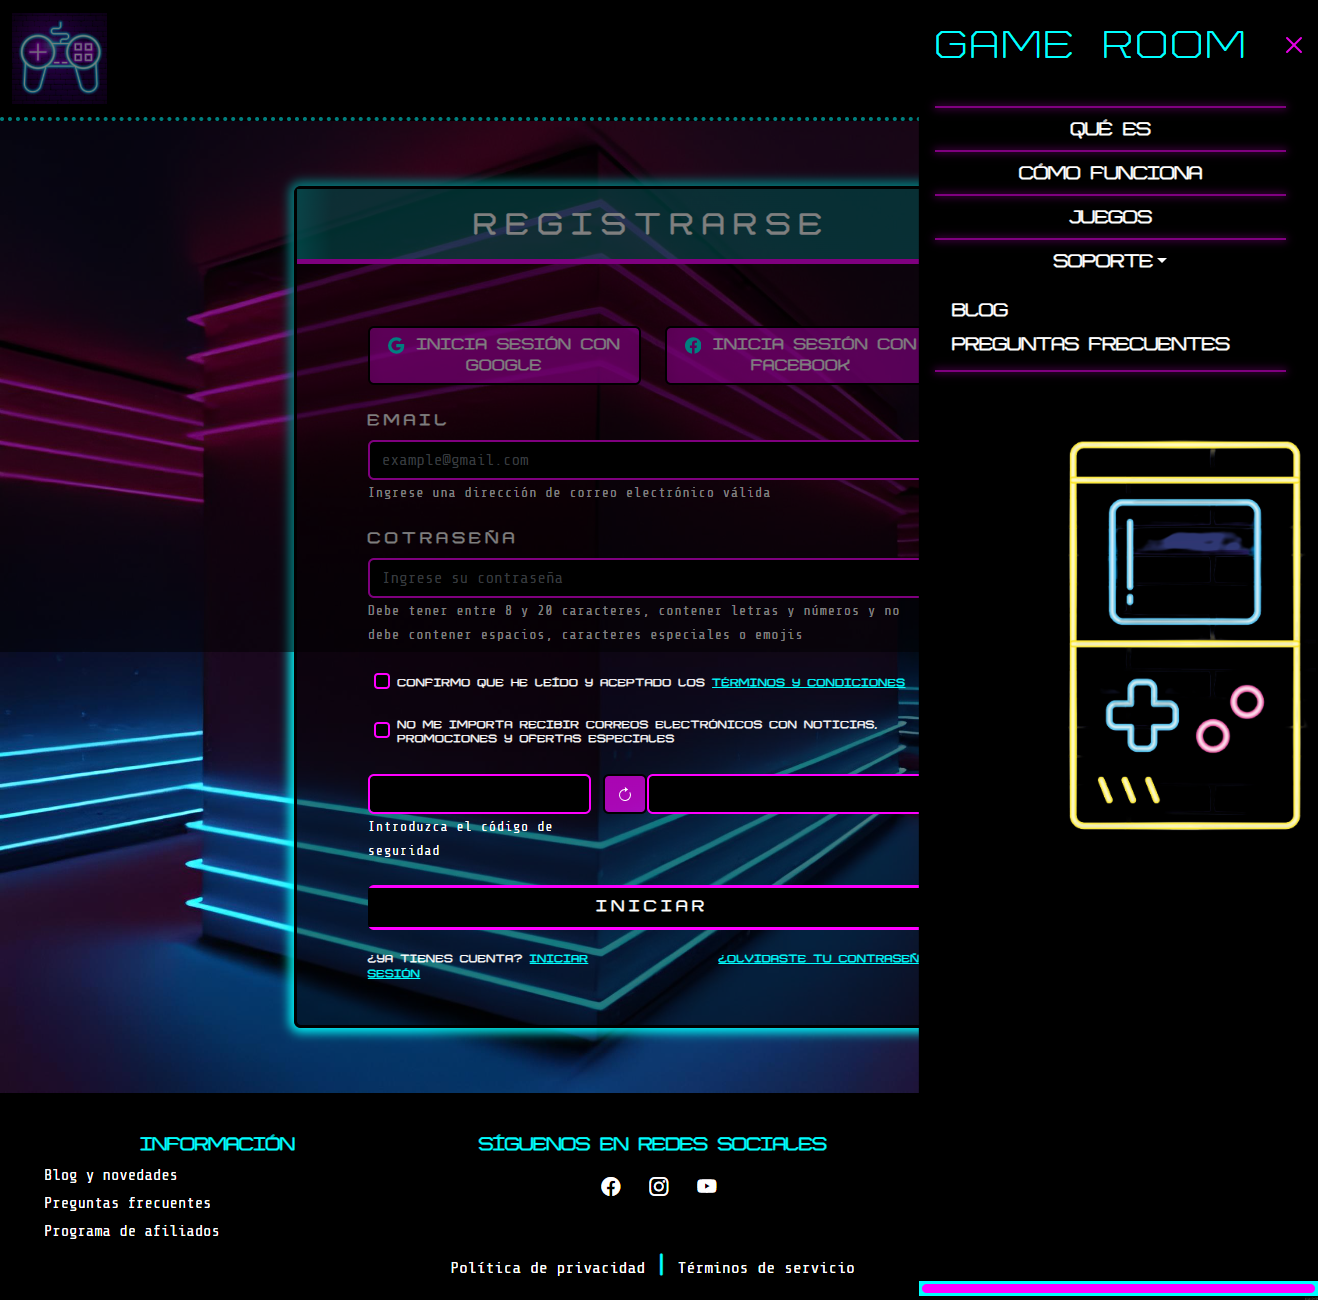 GAME ROOM
QUÉ ES
CÓMO FUNCIONA
JUEGOS
SOPORTE
BLOG
PREGUNTAS FRECUENTES
REGISTRARSE
INICIA SESIÓN CON
GOOGLE
INICIA SESIÓN CON
FACEBOOK
EMAIL
example@gmail.com
Ingrese una dirección de correo electrónico válida
COTRASEÑA
Ingrese su contraseña
Debe tener entre 8 y 20 caracteres, contener letras y números y no
debe contener espacios, caracteres especiales o emojis
CONFIRMO QUE HE LEÍDO Y ACEPTADO LOS TÉRMINOS Y CONDICIONES
NO ME IMPORTA RECIBIR CORREOS ELECTRÓNICOS CON NOTICIAS,
PROMOCIONES Y OFERTAS ESPECIALES
Introduzca el código de
seguridad
INICIAR
¿YA TIENES CUENTA? INICIAR
SESIÓN
¿OLVIDASTE TU CONTRASEÑ
INFORMACIÓN
Blog y novedades
Preguntas frecuentes
Programa de afiliados
SÍGUENOS EN REDES SOCIALES
Política de privacidad | Términos de servicio